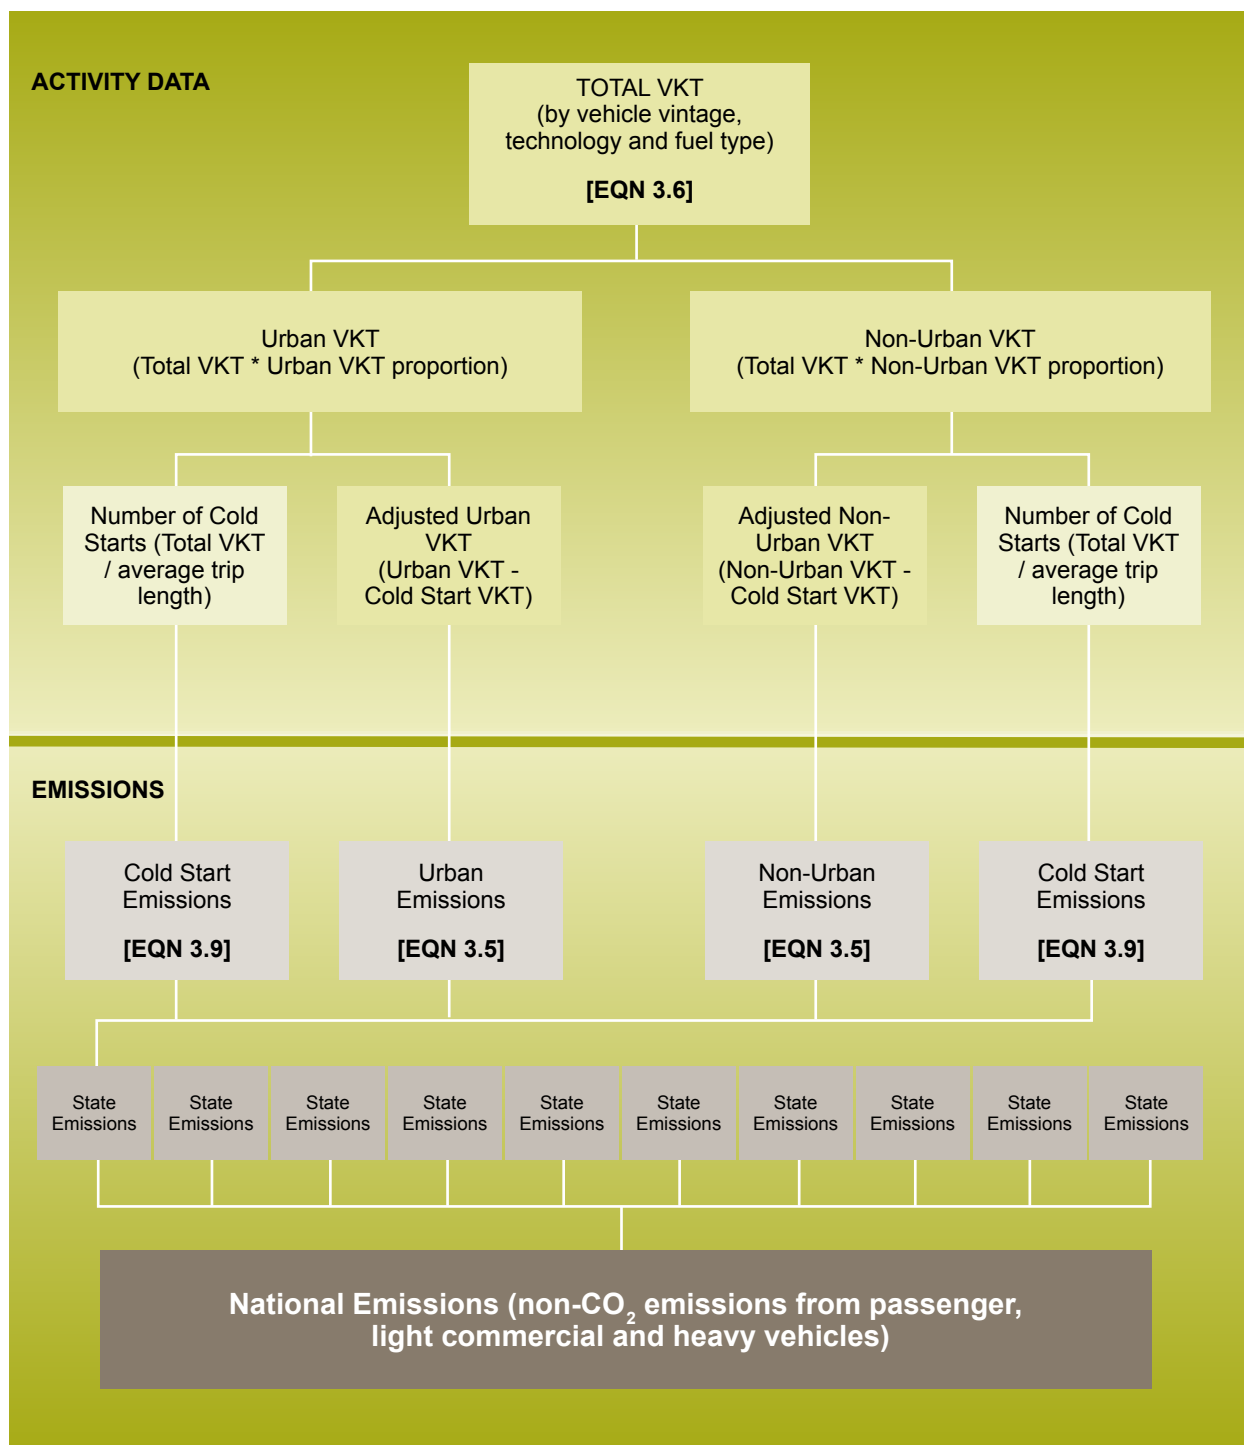 ACTIVITY DATA
TOTAL VKT
(by vehicle vintage,
technology and fuel type)
[EQN 3.6]
Urban VKT
(Total VKT * Urban VKT proportion)
Non-Urban VKT
(Total VKT * Non-Urban VKT proportion)
Number of Cold
Starts (Total VKT
/ average trip
length)
Adjusted Urban
VKT
(Urban VKT -
Cold Start VKT)
Adjusted Non-
Urban VKT
(Non-Urban VKT -
Cold Start VKT)
Number of Cold
Starts (Total VKT
/ average trip
length)
EMISSIONS
Cold Start
Emissions
[EQN 3.9]
Urban
Emissions
[EQN 3.5]
Non-Urban
Emissions
[EQN 3.5]
Cold Start
Emissions
[EQN 3.9]
State
Emissions
State
Emissions
State
Emissions
State
Emissions
State
Emissions
State
Emissions
State
Emissions
State
Emissions
State
Emissions
State
Emissions
National Emissions (non-CO₂ emissions from passenger,
light commercial and heavy vehicles)